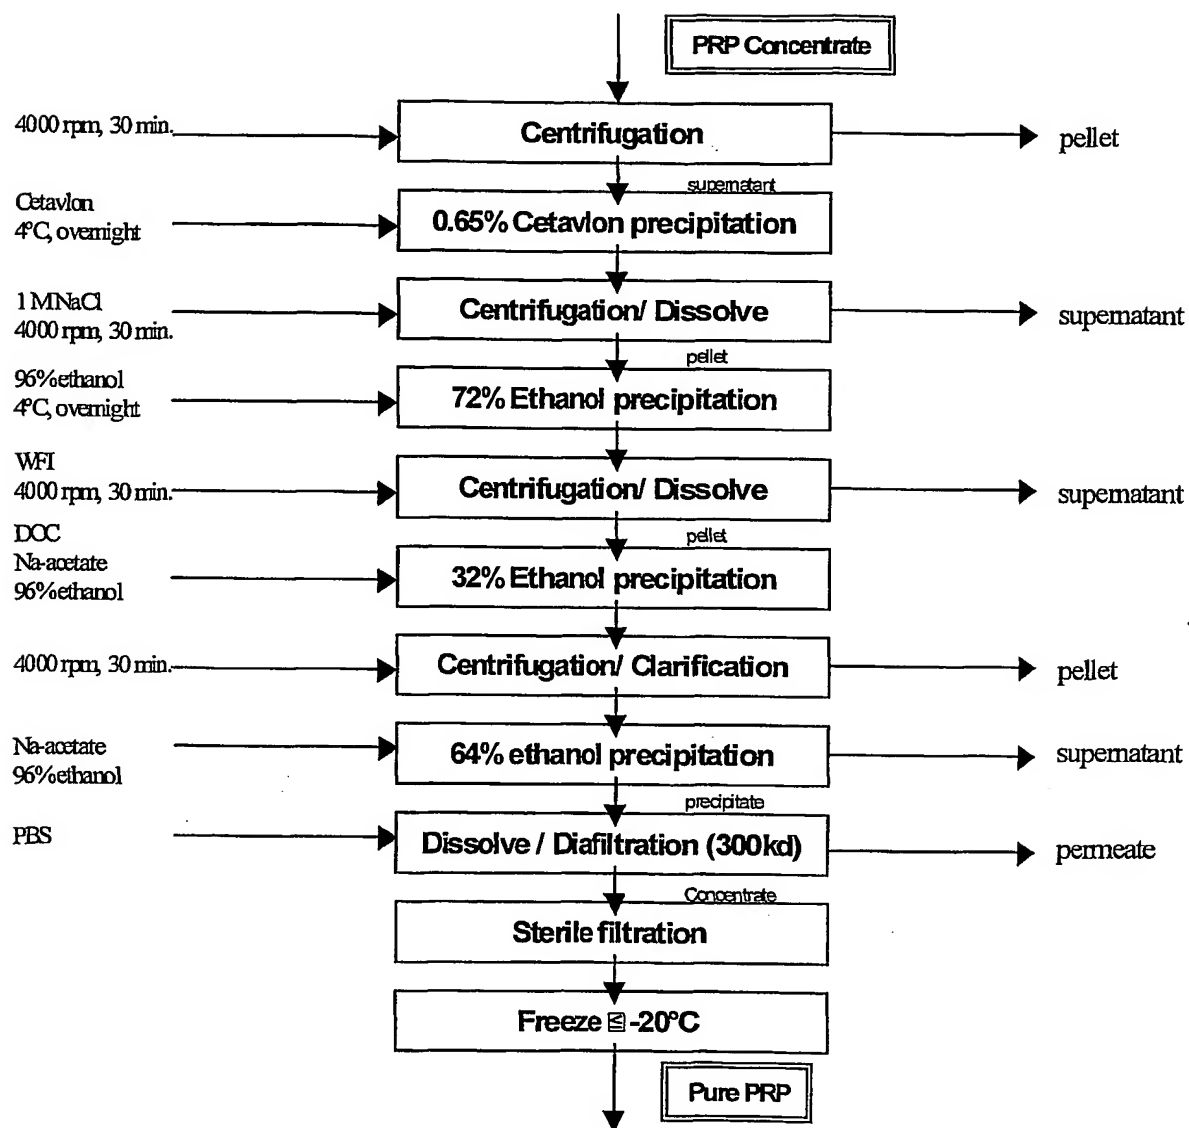 PRP Concentrate
4000 rpm, 30 min.
Centrifugation
pellet
supernatant
Cetavlon
4°C, overnight
0.65% Cetavlon precipitation
1 M NaCl
4000 rpm, 30 min.
Centrifugation/ Dissolve
supernatant
pellet
96% ethanol
4°C, overnight
72% Ethanol precipitation
WFI
4000 rpm, 30 min.
Centrifugation/ Dissolve
supernatant
pellet
DOC
Na-acetate
96% ethanol
32% Ethanol precipitation
4000 rpm, 30 min.
Centrifugation/ Clarification
pellet
Na-acetate
96% ethanol
64% ethanol precipitation
supernatant
precipitate
PBS
Dissolve / Diafiltration (300kd)
permeate
Concentrate
Sterile filtration
Freeze ≦ -20°C
Pure PRP